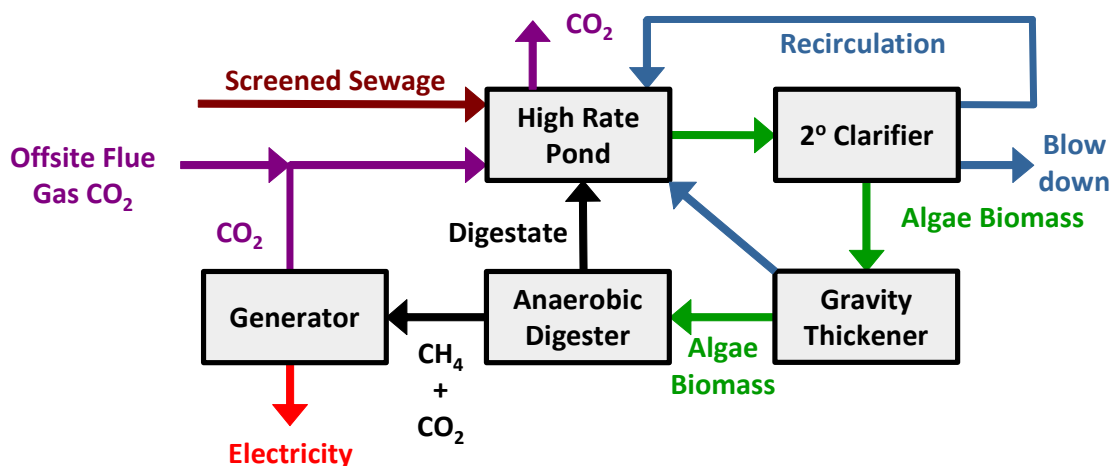 CO₂
Recirculation
Screened Sewage
High Rate
Pond
2º Clarifier
Offsite Flue
Gas CO₂
Blow
down
CO₂
Digestate
Algae Biomass
Generator
Anaerobic
Digester
Gravity
Thickener
CH₄
+
CO₂
Algae
Biomass
Electricity